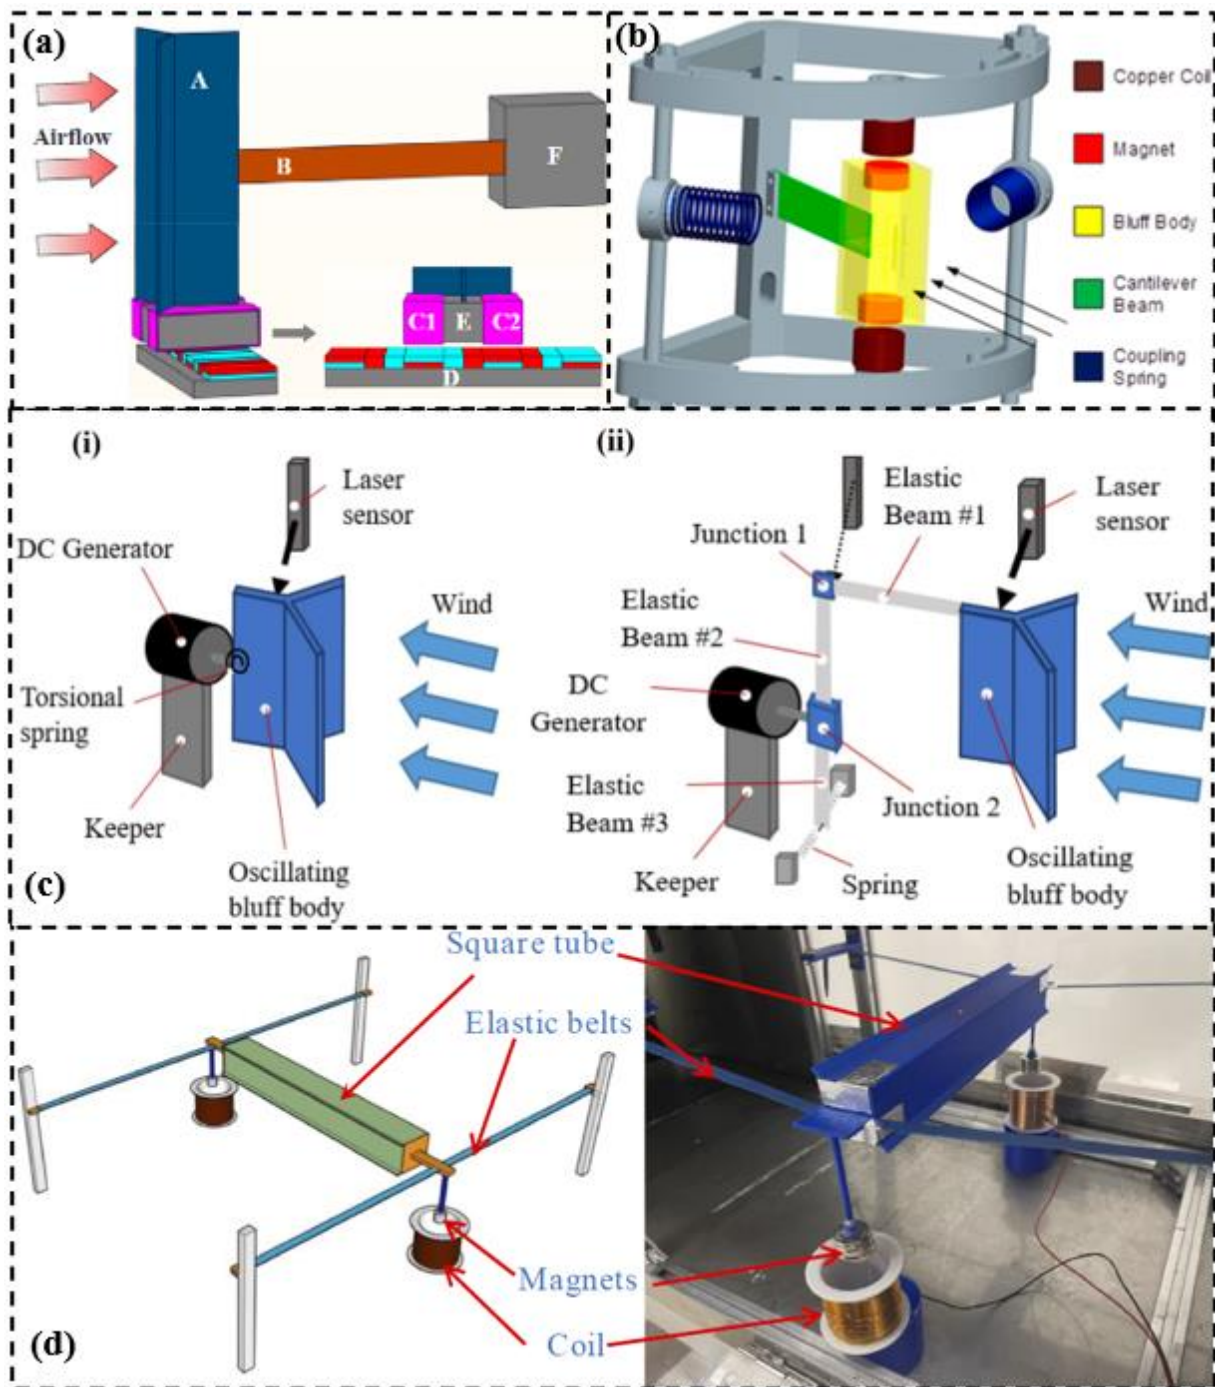 (a)
A
Airflow
B
F
C1
E
C2
D
(b)
Copper Coil
Magnet
Bluff Body
Cantilever
Beam
Coupling
Spring
(i)
Laser
sensor
DC Generator
Wind
Torsional
spring
Keeper
Oscillating
bluff body
(c)
(ii)
Elastic
Beam #1
Laser
sensor
Junction 1
Elastic
Beam #2
Wind
DC
Generator
Elastic
Beam #3
Junction 2
Keeper
Spring
Oscillating
bluff body
Square tube
Elastic belts
Magnets
Coil
(d)